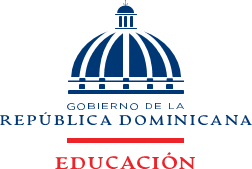 GOBIERNO DE LA
REPÚBLICA DOMINICANA
EDUCACIÓN